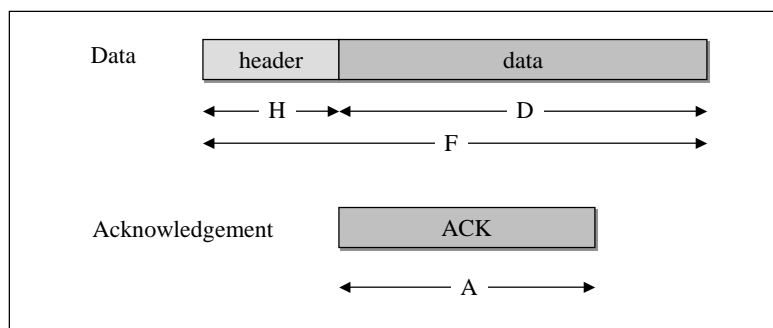 Data header data
H D
F
Acknowledgement ACK
A